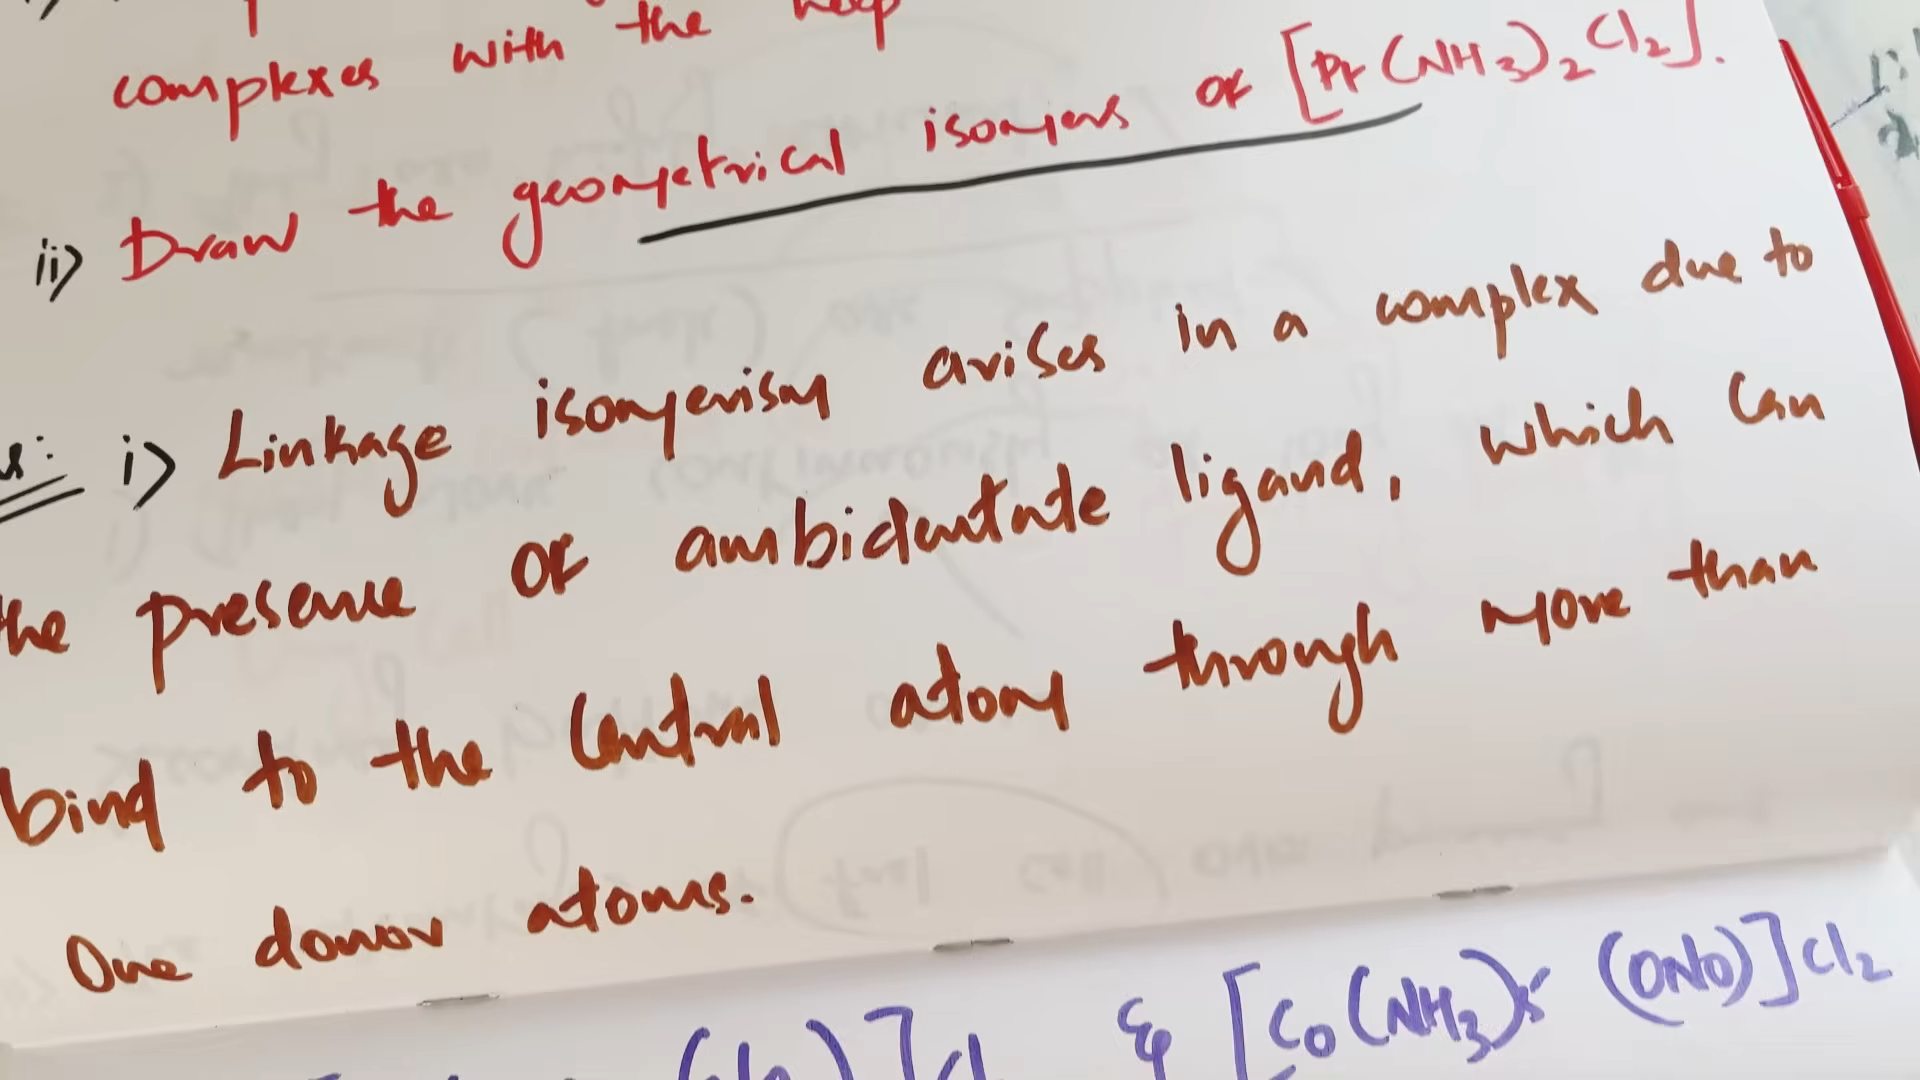 complexes with the help
ii) Draw the geometrical isomers of [Pt(NH3)2Cl2].
i) Linkage isomerism arises in a complex due to
the presence of ambidentate ligand, which can
bind to the central atom through more than
One donor atoms.
& [Co(NH3)5 (ONO)]Cl2